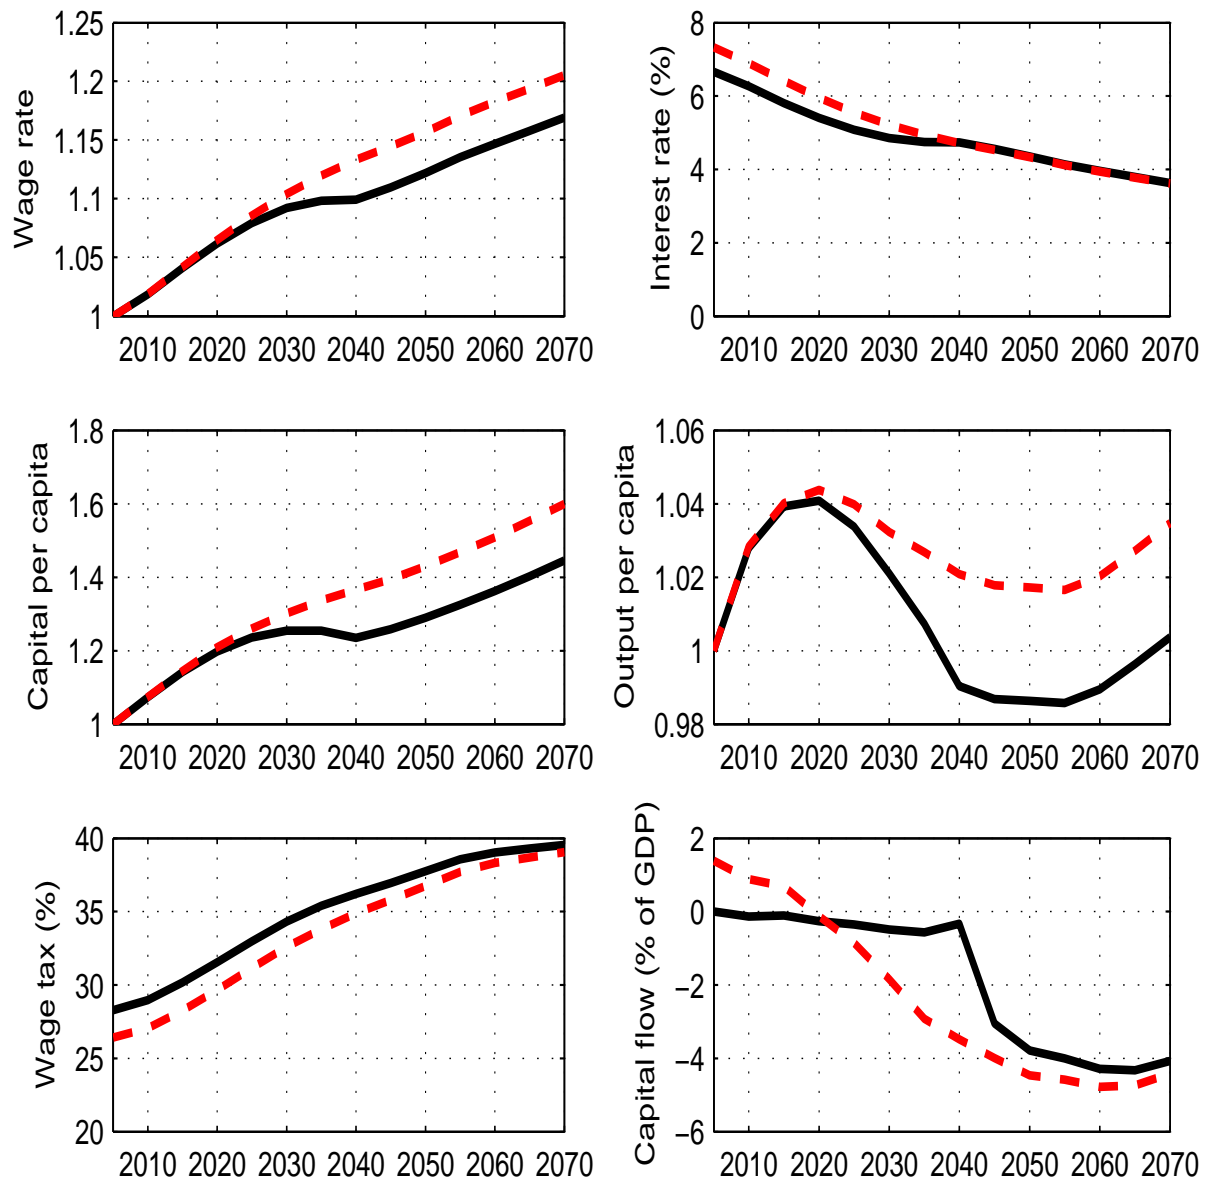 Wage rate
1.25
1.2
1.15
1.1
1.05
1
2010 2020 2030 2040 2050 2060 2070
Interest rate (%)
8
6
4
2
0
2010 2020 2030 2040 2050 2060 2070
Capital per capita
1.8
1.6
1.4
1.2
1
2010 2020 2030 2040 2050 2060 2070
Output per capita
1.06
1.04
1.02
1
0.98
2010 2020 2030 2040 2050 2060 2070
Wage tax (%)
40
35
30
25
20
2010 2020 2030 2040 2050 2060 2070
Capital flow (% of GDP)
2
0
−2
−4
−6
2010 2020 2030 2040 2050 2060 2070